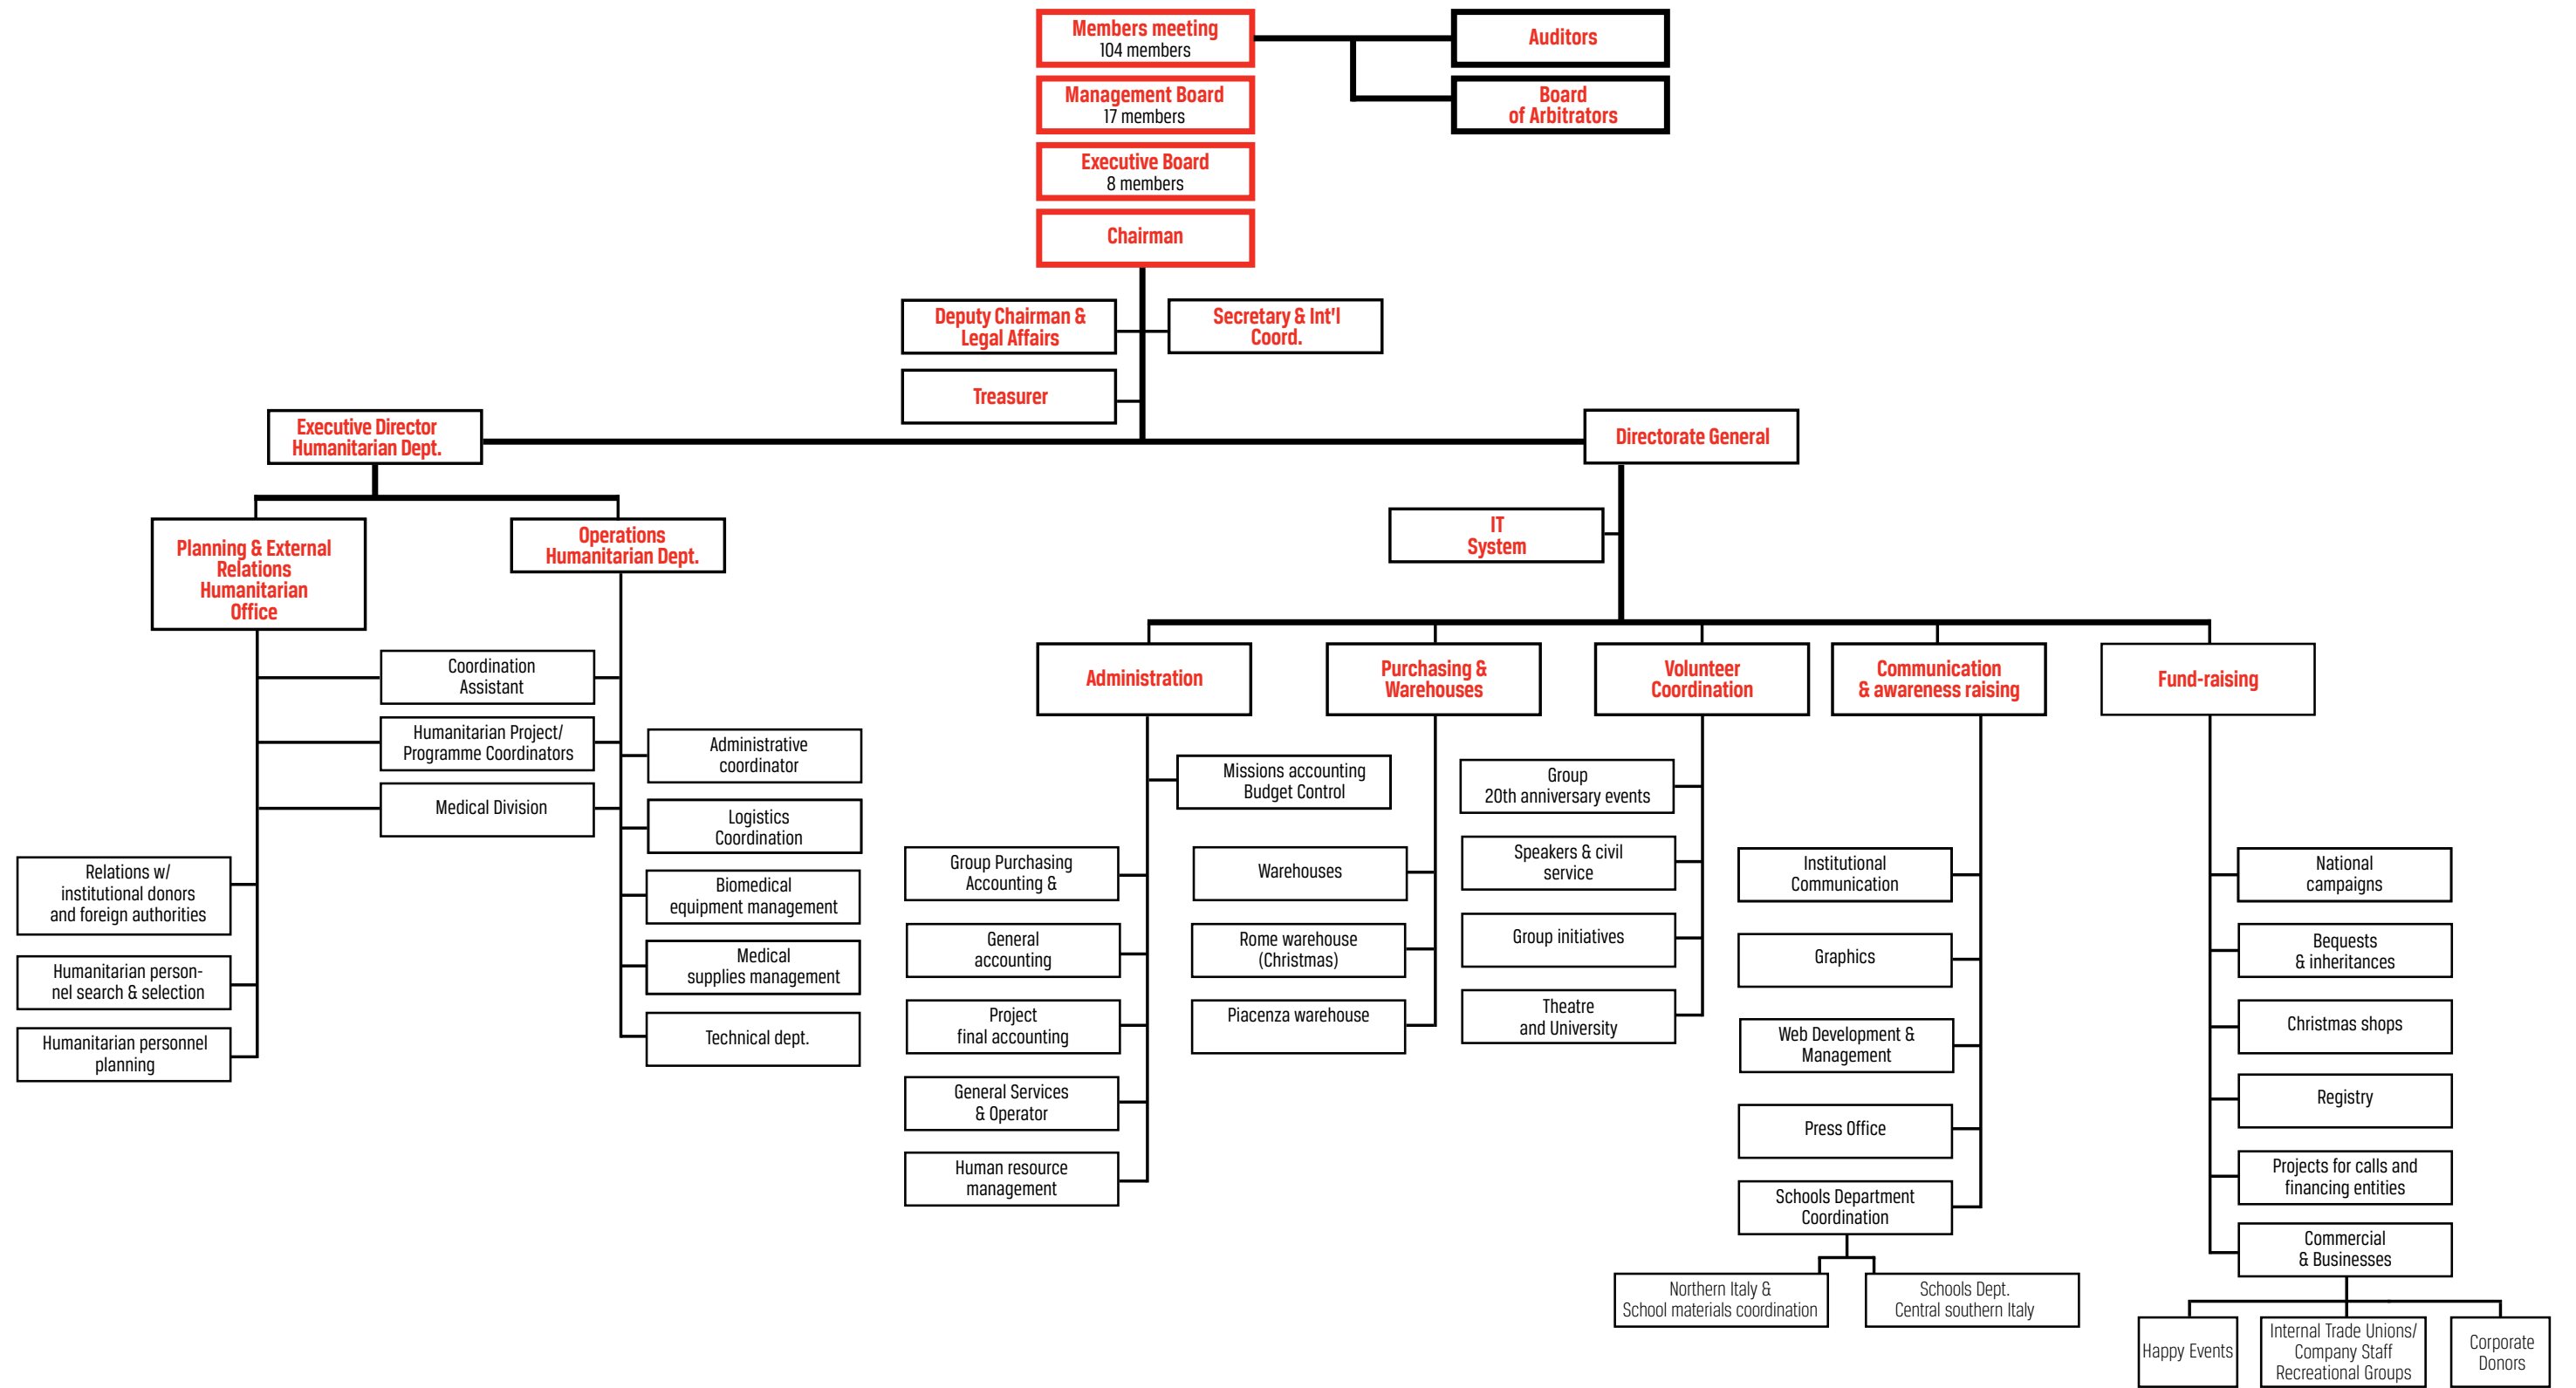 Members meeting
104 members
Auditors
Management Board
17 members
Board
of Arbitrators
Executive Board
8 members
Chairman
Deputy Chairman &
Legal Affairs
Secretary & Int'l
Coord.
Treasurer
Executive Director
Humanitarian Dept.
Directorate General
Planning & External
Relations
Humanitarian
Office
Operations
Humanitarian Dept.
IT
System
Coordination
Assistant
Humanitarian Project/
Programme Coordinators
Medical Division
Relations w/
institutional donors
and foreign authorities
Humanitarian person-
nel search & selection
Humanitarian personnel
planning
Administrative
coordinator
Logistics
Coordination
Biomedical
equipment management
Medical
supplies management
Technical dept.
Administration
Purchasing &
Warehouses
Volunteer
Coordination
Communication
& awareness raising
Fund-raising
Missions accounting
Budget Control
Group Purchasing
Accounting &
General
accounting
Project
final accounting
General Services
& Operator
Human resource
management
Warehouses
Rome warehouse
(Christmas)
Piacenza warehouse
Group
20th anniversary events
Speakers & civil
service
Group initiatives
Theatre
and University
Institutional
Communication
Graphics
Web Development &
Management
Press Office
Schools Department
Coordination
Northern Italy &
School materials coordination
Schools Dept.
Central southern Italy
National
campaigns
Bequests
& inheritances
Christmas shops
Registry
Projects for calls and
financing entities
Commercial
& Businesses
Happy Events
Internal Trade Unions/
Company Staff
Recreational Groups
Corporate
Donors